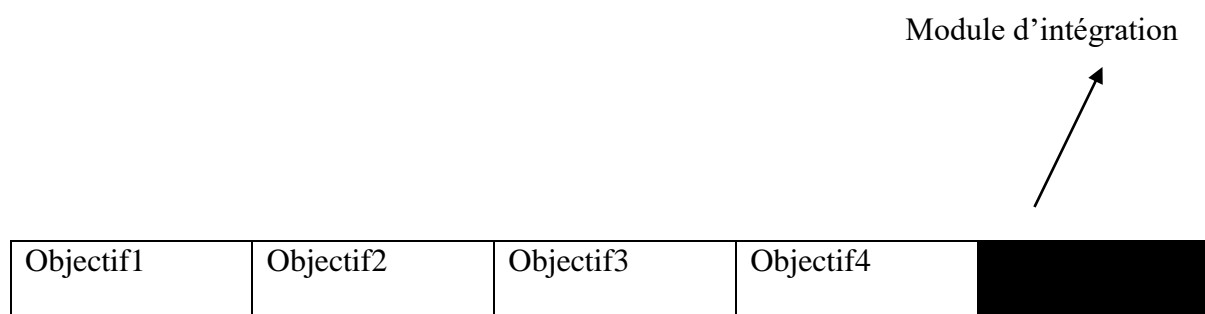 Module d’intégration
Objectif1 Objectif2 Objectif3 Objectif4